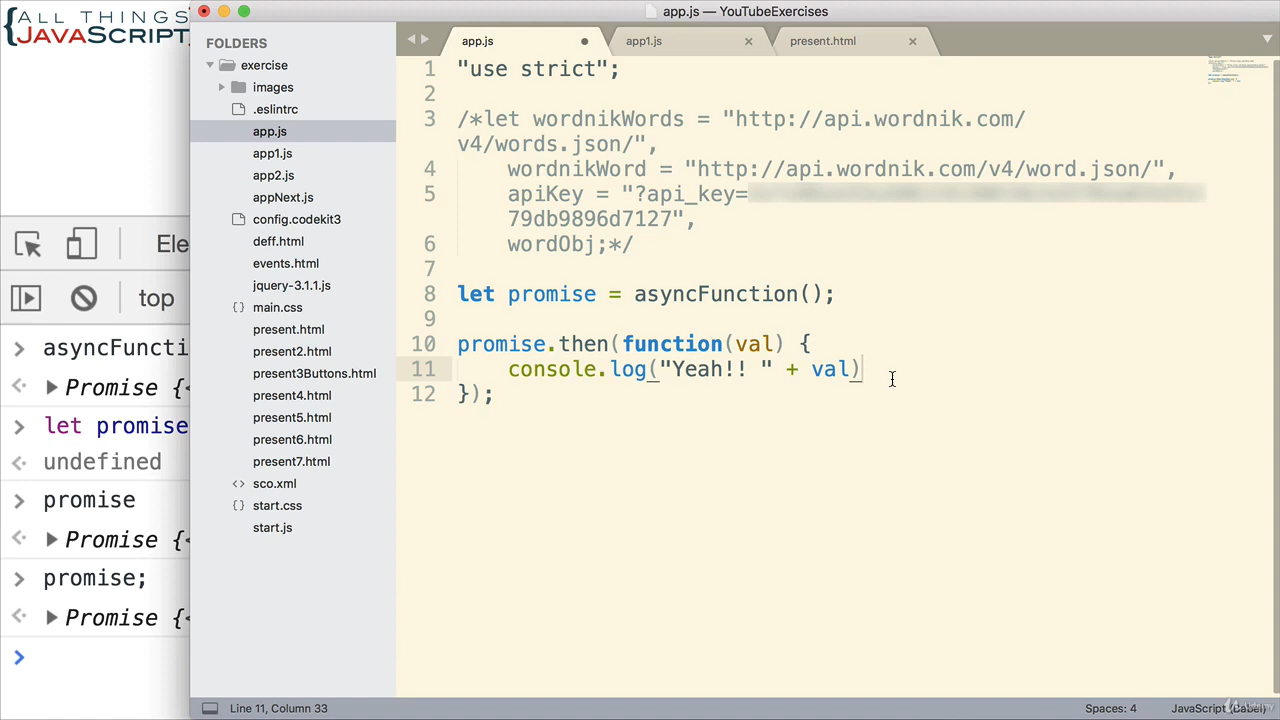 {ALL THINGS
JAVASCRIPT
app.js — YouTubeExercises
FOLDERS
exercise
images
.eslintrc
app.js
app1.js
app2.js
appNext.js
config.codekit3
deff.html
events.html
jquery-3.1.1.js
main.css
present.html
present2.html
present3Buttons.html
present4.html
present5.html
present6.html
present7.html
sco.xml
start.css
start.js
app.js
app1.js
present.html
1 "use strict";
2
3 /*let wordnikWords = "http://api.wordnik.com/
v4/words.json/",
4 wordnikWord = "http://api.wordnik.com/v4/word.json/",
5 apiKey = "?api_key=
79db9896d7127",
6 wordObj;*/
7
8 let promise = asyncFunction();
9
10 promise.then(function(val) {
11 console.log("Yeah!! " + val)
12 });
Ele
top
asyncFuncti
Promise {<
let promise
undefined
promise
Promise {<
promise;
Promise {<
Line 11, Column 33
Spaces: 4
JavaScript (Babel)